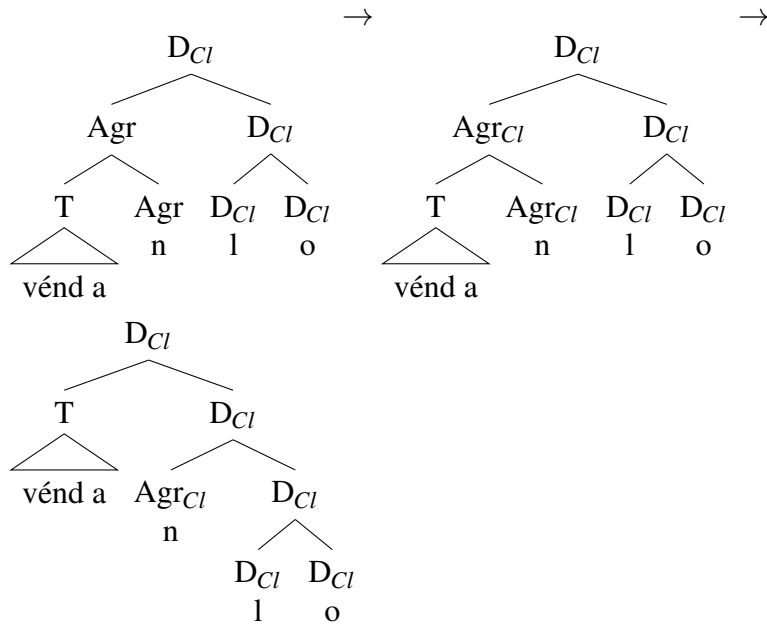 → →
D_Cl D_Cl
Agr D_Cl Agr_Cl D_Cl
T Agr D_Cl D_Cl T Agr_Cl D_Cl D_Cl
n l o n l o
vénd a vénd a
D_Cl
T D_Cl
vénd a Agr_Cl D_Cl
n
D_Cl D_Cl
l o